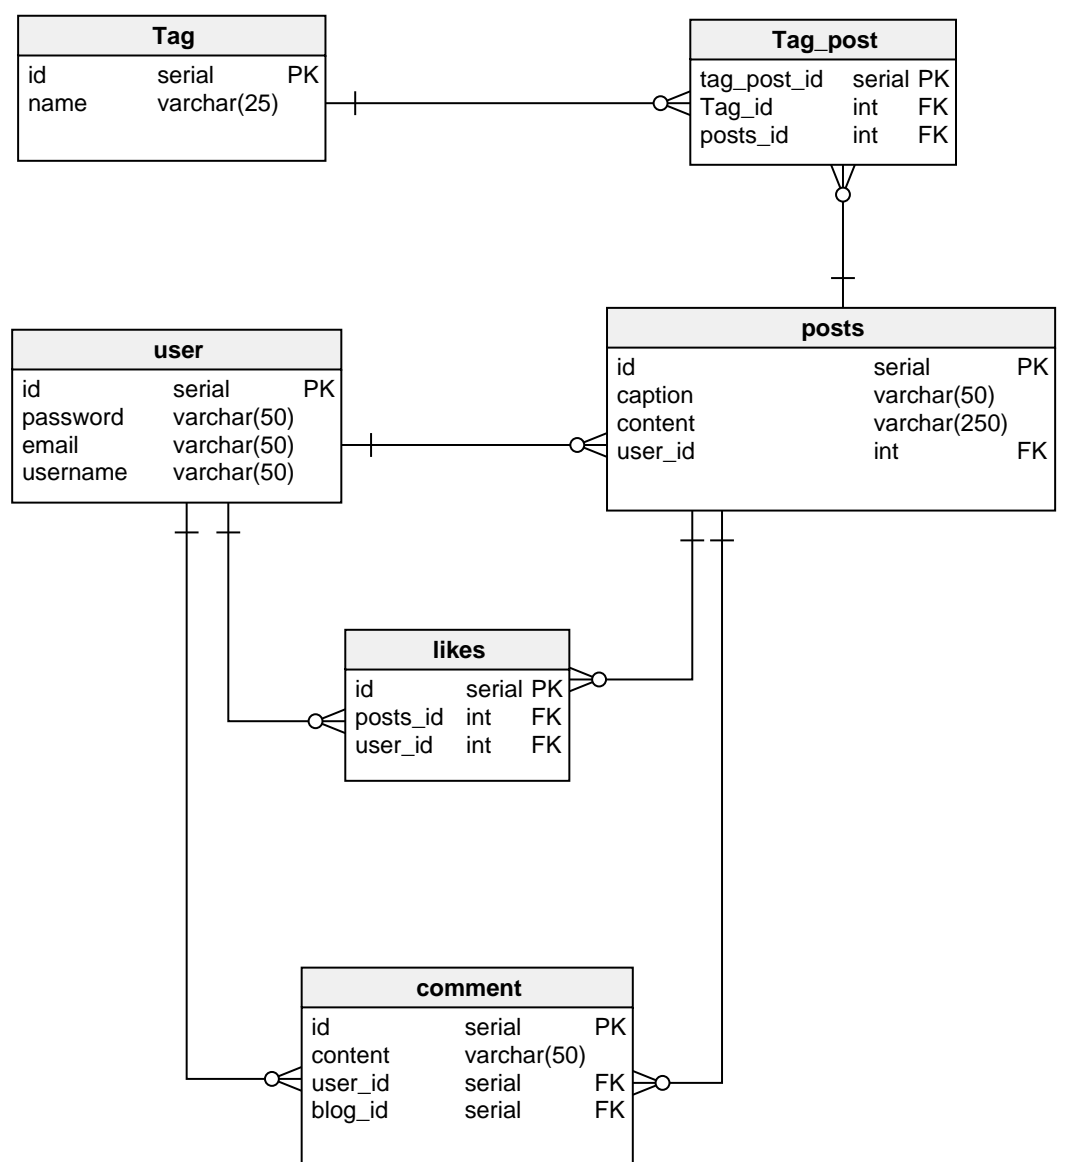 Tag
id serial PK
name varchar(25)
Tag_post
tag_post_id serial PK
Tag_id int FK
posts_id int FK
posts
id serial PK
caption varchar(50)
content varchar(250)
user_id int FK
user
id serial PK
password varchar(50)
email varchar(50)
username varchar(50)
likes
id serial PK
posts_id int FK
user_id int FK
comment
id serial PK
content varchar(50)
user_id serial FK
blog_id serial FK